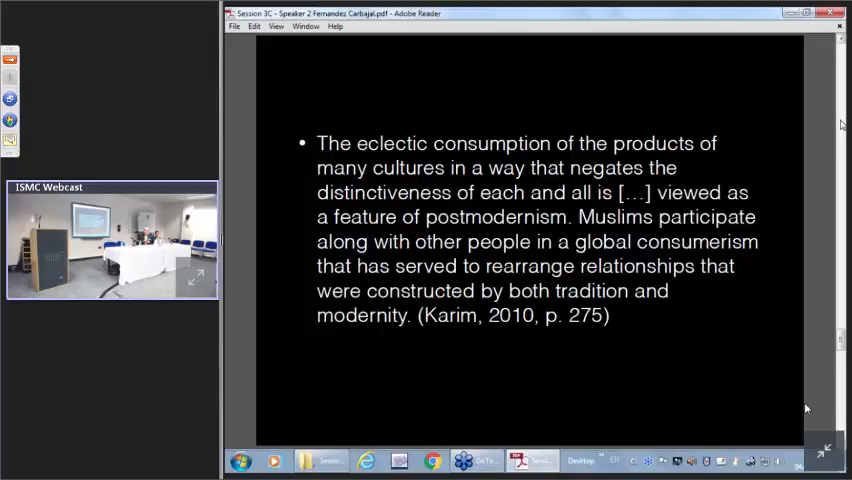 Session 3C - Speaker 2 Fernandez Carbajal.pdf - Adobe Reader
File Edit View Window Help
ISMC Webcast
• The eclectic consumption of the products of
many cultures in a way that negates the
distinctiveness of each and all is […] viewed as
a feature of postmodernism. Muslims participate
along with other people in a global consumerism
that has served to rearrange relationships that
were constructed by both tradition and
modernity. (Karim, 2010, p. 275)
Sessio... GoTo... Sessi... Desktop EN